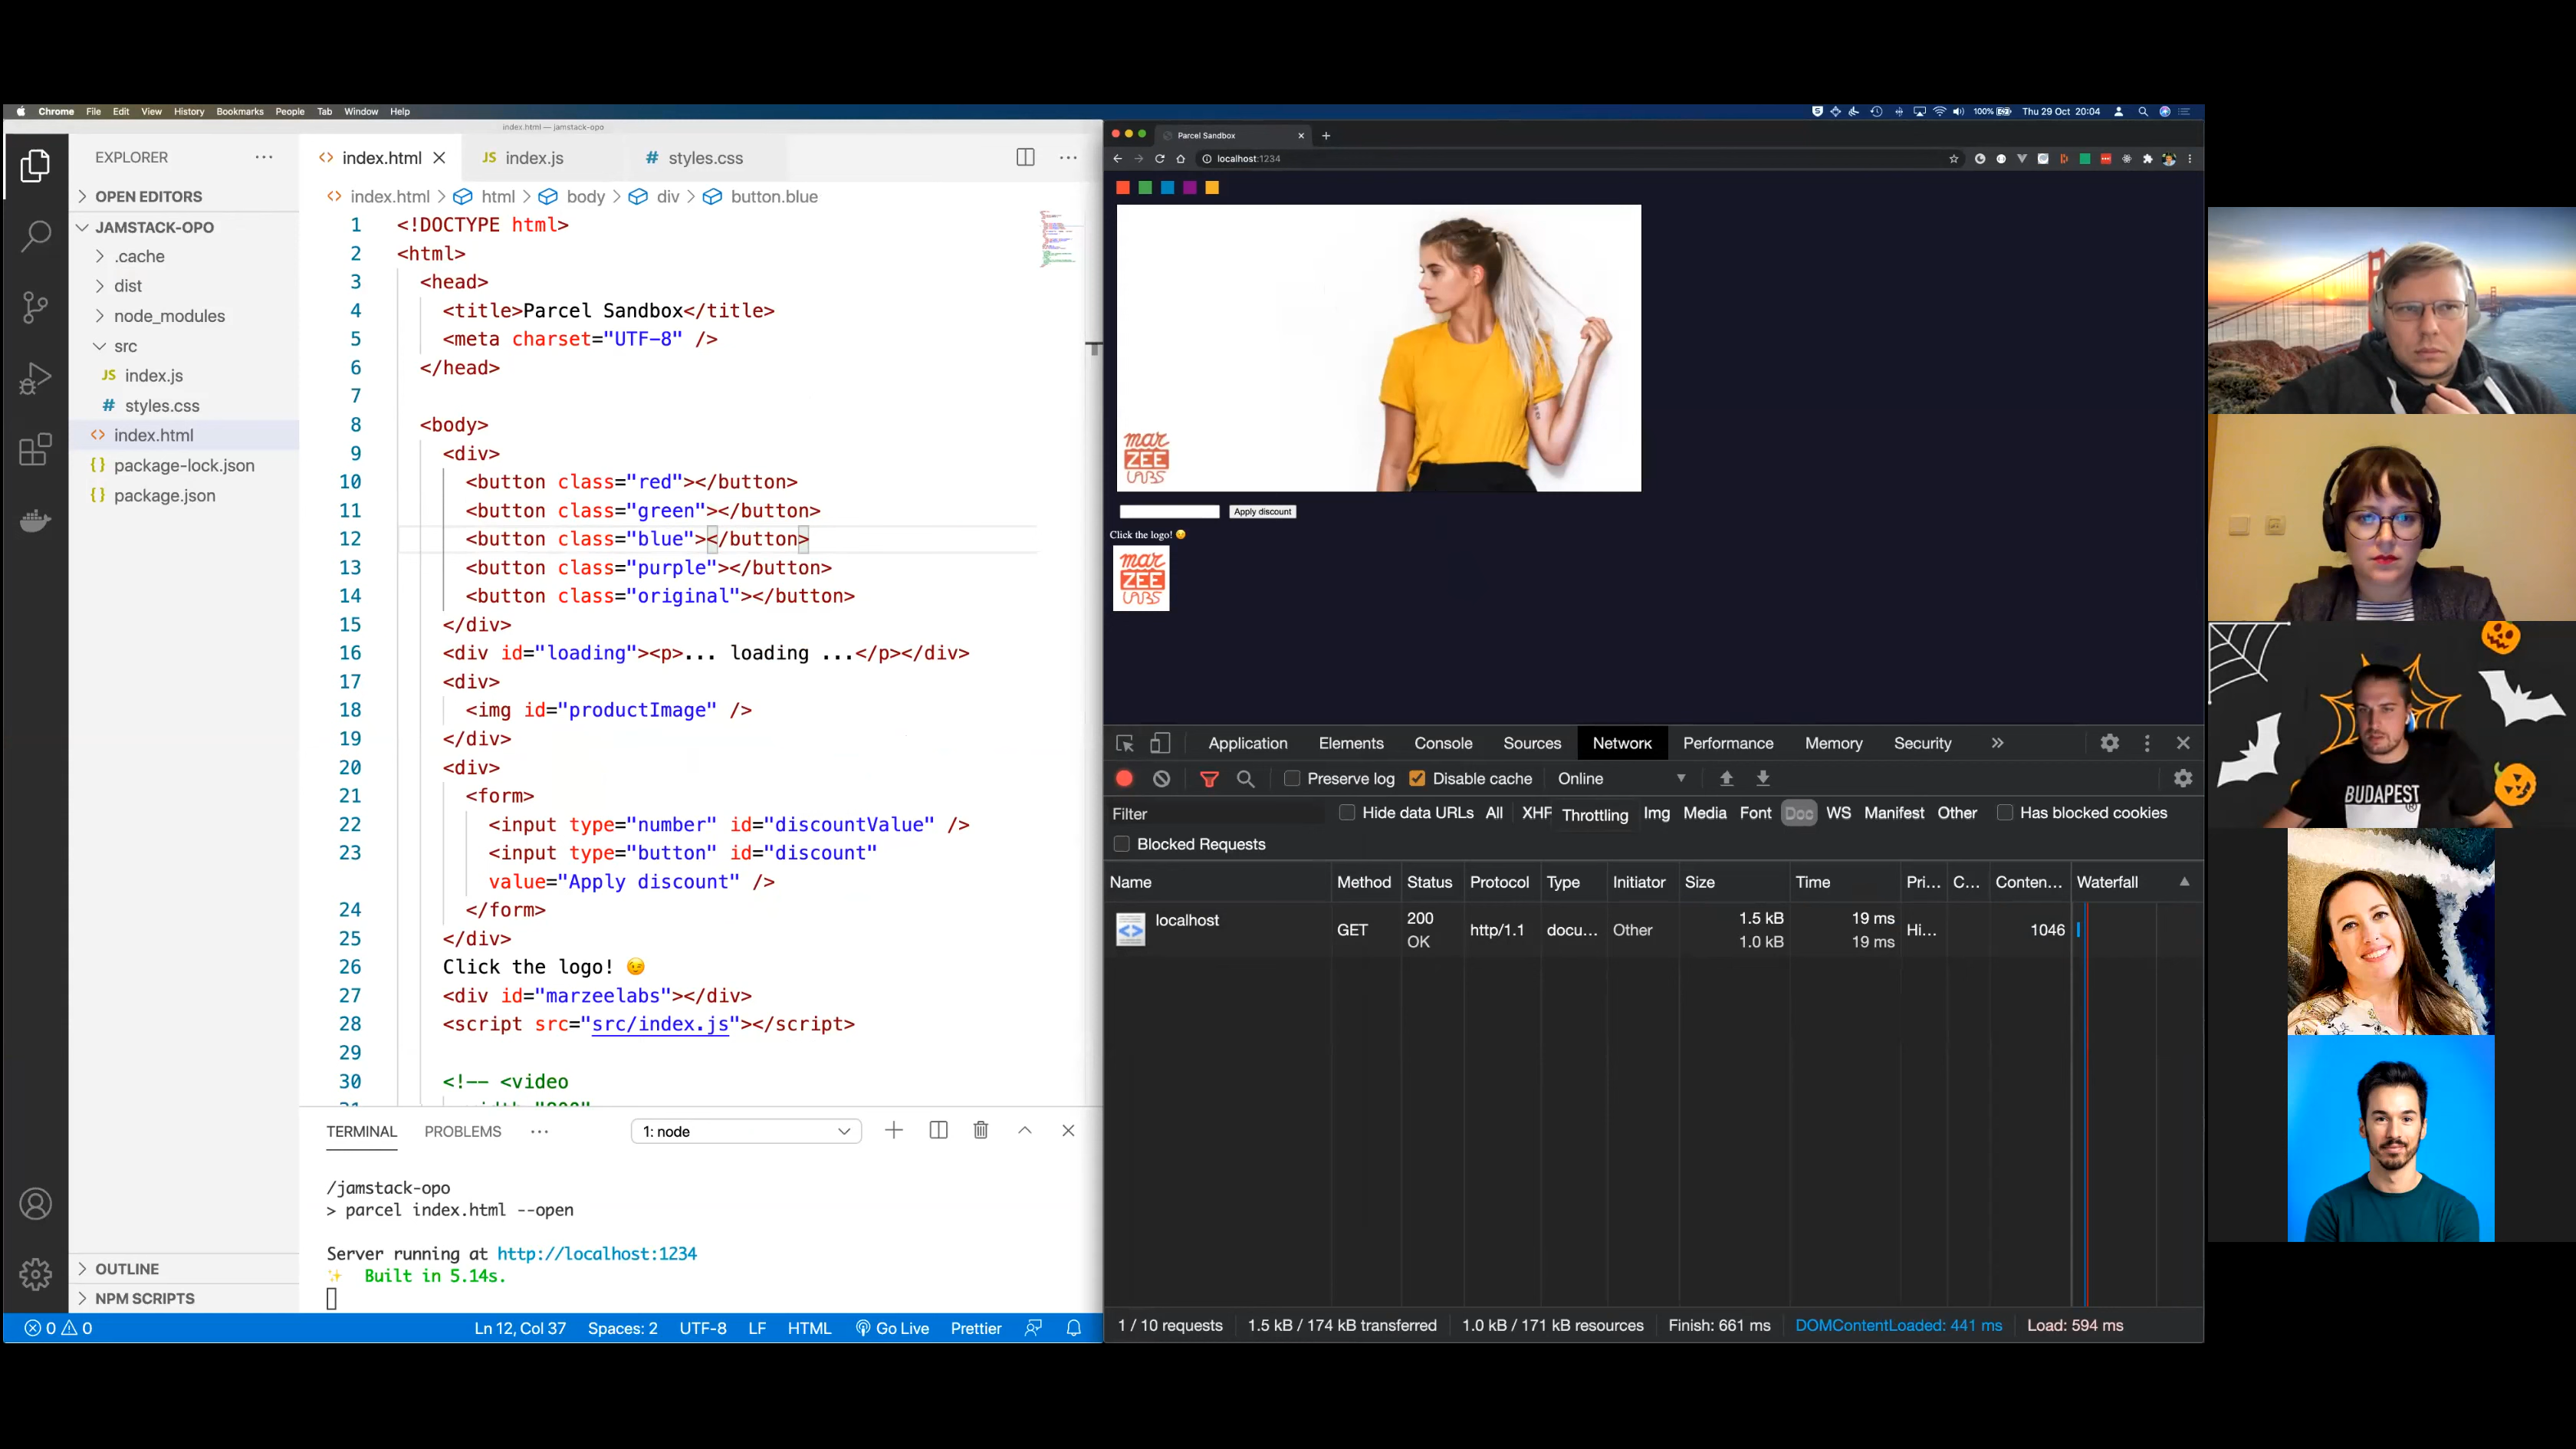 Chrome File Edit View History Bookmarks People Tab Window Help
100% Thu 29 Oct 20:04
index.html — jamstack-opo
EXPLORER
OPEN EDITORS
JAMSTACK-OPO
.cache
dist
node_modules
src
JS index.js
# styles.css
<> index.html
{} package-lock.json
{} package.json
OUTLINE
NPM SCRIPTS
<> index.html
JS index.js
# styles.css
<> index.html > html > body > div > button.blue
1 <!DOCTYPE html>
2 <html>
3 <head>
4 <title>Parcel Sandbox</title>
5 <meta charset="UTF-8" />
6 </head>
7
8 <body>
9 <div>
10 <button class="red"></button>
11 <button class="green"></button>
12 <button class="blue"></button>
13 <button class="purple"></button>
14 <button class="original"></button>
15 </div>
16 <div id="loading"><p>... loading ...</p></div>
17 <div>
18 <img id="productImage" />
19 </div>
20 <div>
21 <form>
22 <input type="number" id="discountValue" />
23 <input type="button" id="discount"
value="Apply discount" />
24 </form>
25 </div>
26 Click the logo! 😉
27 <div id="marzeelabs"></div>
28 <script src="src/index.js"></script>
29
30 <!-- <video
TERMINAL PROBLEMS ... 1: node
/jamstack-opo
> parcel index.html --open
Server running at http://localhost:1234
✨ Built in 5.14s.
0 0 Ln 12, Col 37 Spaces: 2 UTF-8 LF HTML Go Live Prettier
Parcel Sandbox
localhost:1234
mar
ZEE
LABS
Apply discount
Click the logo! 😉
mar
ZEE
LABS
Application Elements Console Sources Network Performance Memory Security
Preserve log Disable cache Online
Filter Hide data URLs All XHR Throttling Img Media Font Doc WS Manifest Other Has blocked cookies
Blocked Requests
Name Method Status Protocol Type Initiator Size Time Pri... C... Conten... Waterfall
localhost GET 200 http/1.1 docu... Other 1.5 kB 19 ms Hi... 1046
OK 1.0 kB 19 ms
1 / 10 requests 1.5 kB / 174 kB transferred 1.0 kB / 171 kB resources Finish: 661 ms DOMContentLoaded: 441 ms Load: 594 ms
BUDAPEST
®